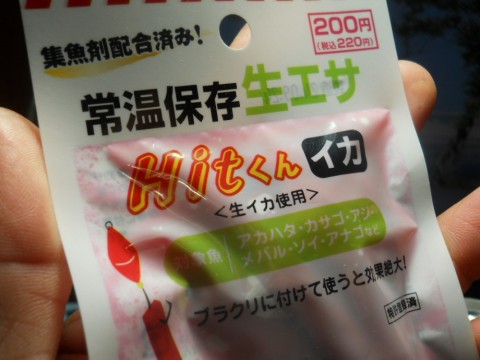 200円
(税込220円)
集魚剤配合済み!
常温保存生エサ
Hitくん イカ
<生イカ使用>
対象魚
アカハタ・カサゴ・アジ・
メバル・ソイ・アナゴなど
ブラクリに付けて使うと効果絶大!